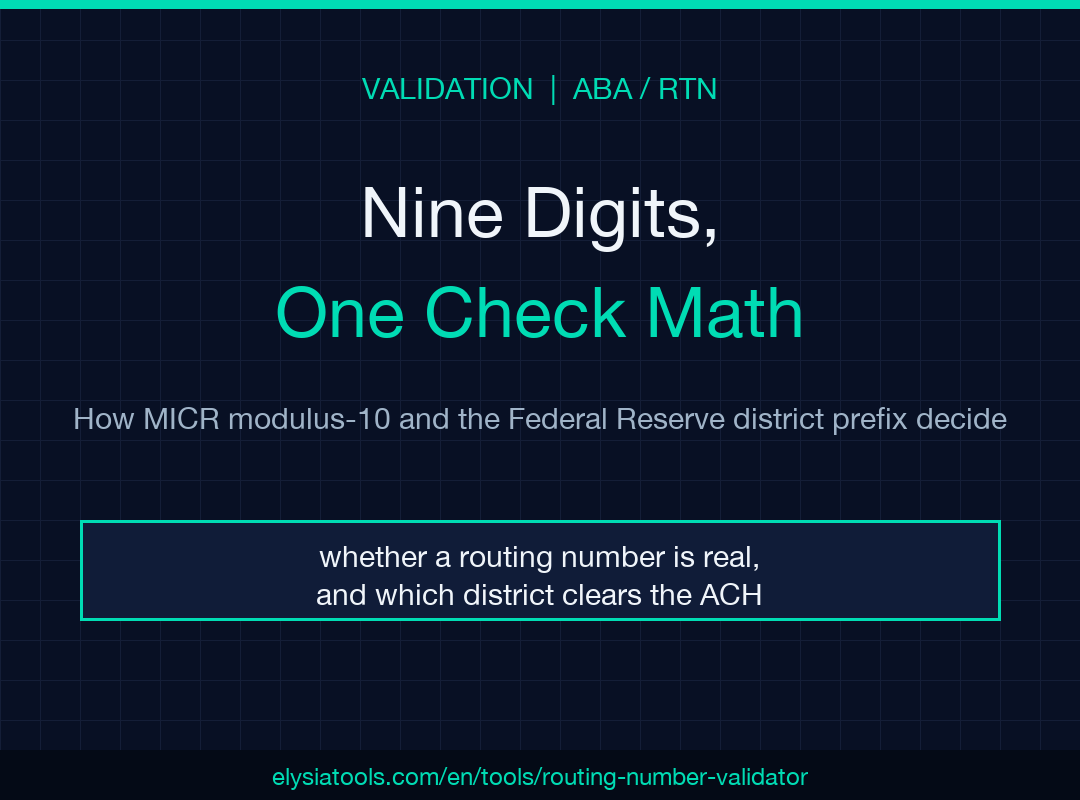 VALIDATION | ABA / RTN
Nine Digits,
One Check Math
How MICR modulus-10 and the Federal Reserve district prefix decide
whether a routing number is real,
and which district clears the ACH
elysiatools.com/en/tools/routing-number-validator